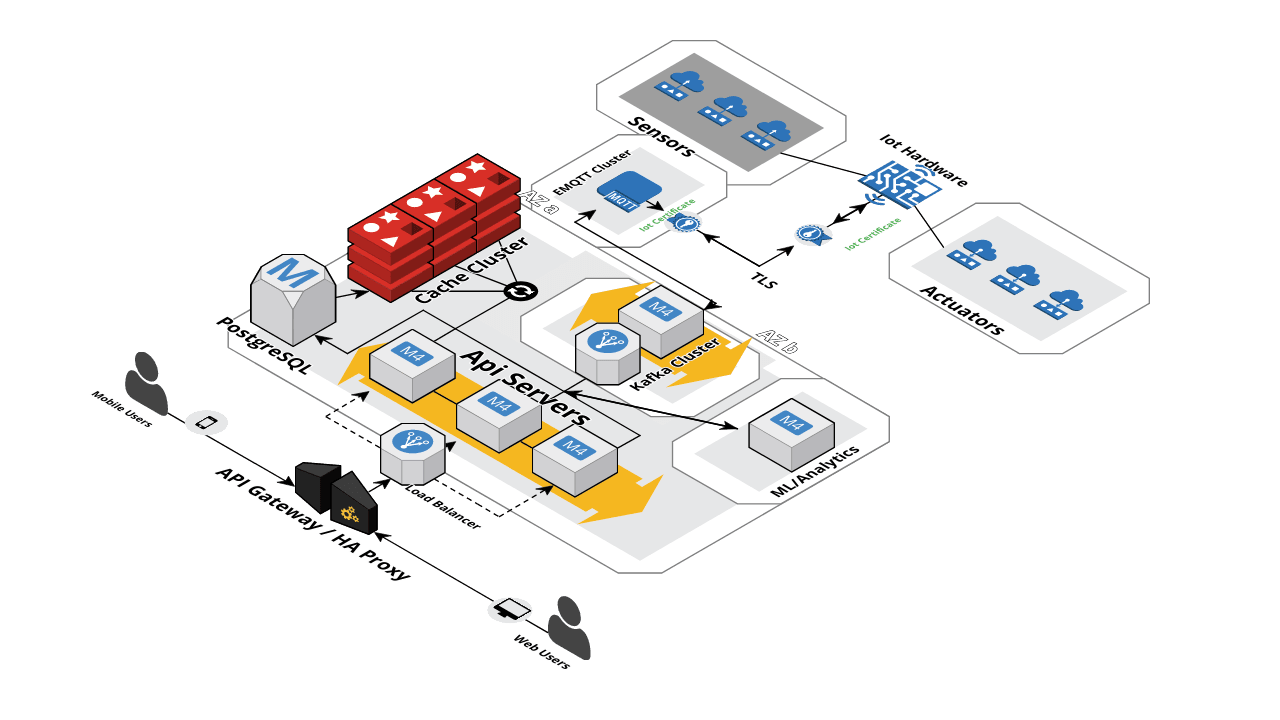 Sensors
Iot Hardware
EMQTT Cluster
MQTT
Iot Certificate
AZ a
Iot Certificate
TLS
Actuators
Cache Cluster
M
PostgreSQL
M4
Kafka Cluster
AZ b
Api Servers
M4
M4
M4
M4
ML/Analytics
Mobile Users
Load Balancer
API Gateway / HA Proxy
Web Users